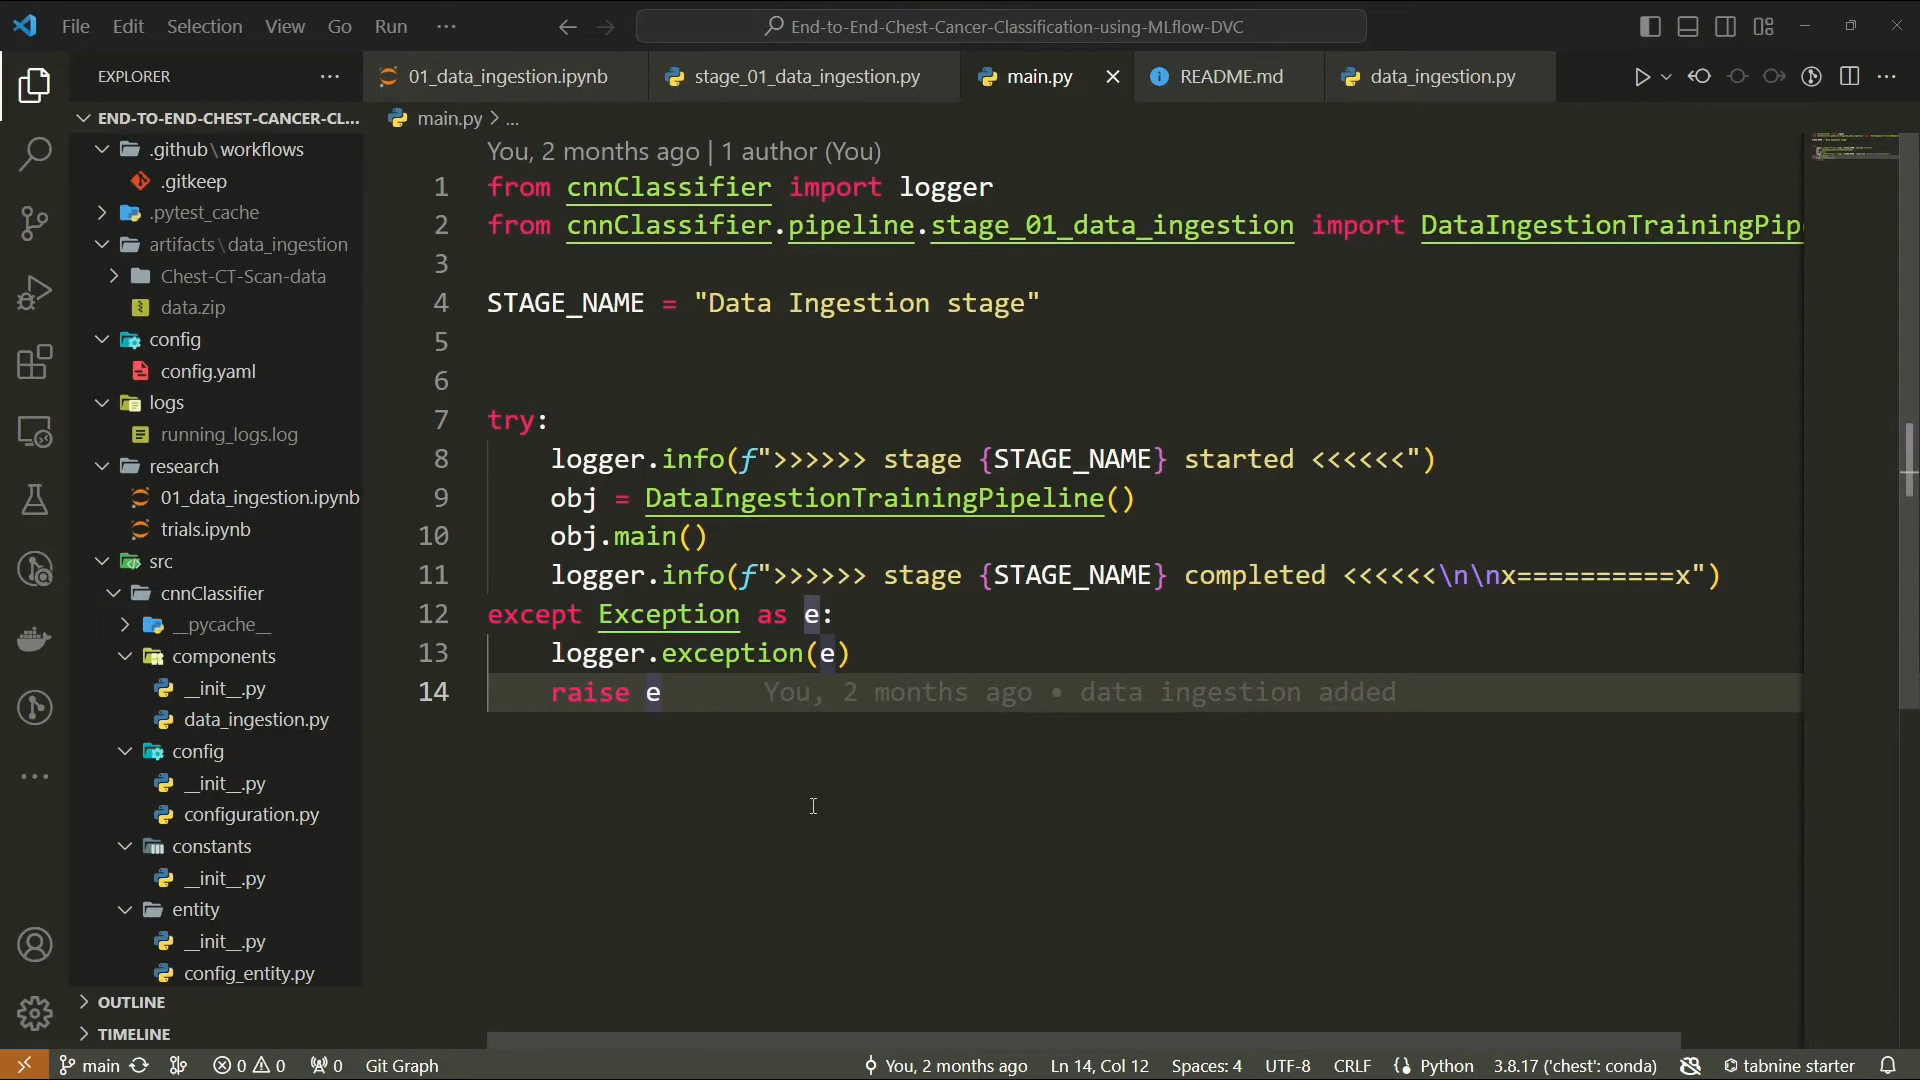 File Edit Selection View Go Run ··· End-to-End-Chest-Cancer-Classification-using-MLflow-DVC
EXPLORER ···
01_data_ingestion.ipynb stage_01_data_ingestion.py main.py README.md data_ingestion.py
END-TO-END-CHEST-CANCER-CL...
.github\workflows
.gitkeep
.pytest_cache
artifacts\data_ingestion
Chest-CT-Scan-data
data.zip
config
config.yaml
logs
running_logs.log
research
01_data_ingestion.ipynb
trials.ipynb
src
cnnClassifier
__pycache__
components
__init__.py
data_ingestion.py
config
__init__.py
configuration.py
constants
__init__.py
entity
__init__.py
config_entity.py
OUTLINE
TIMELINE
main.py > ...
You, 2 months ago | 1 author (You)
1 from cnnClassifier import logger
2 from cnnClassifier.pipeline.stage_01_data_ingestion import DataIngestionTrainingPip
3
4 STAGE_NAME = "Data Ingestion stage"
5
6
7 try:
8     logger.info(f">>>>>> stage {STAGE_NAME} started <<<<<<")
9     obj = DataIngestionTrainingPipeline()
10     obj.main()
11     logger.info(f">>>>>> stage {STAGE_NAME} completed <<<<<<\n\nx==========x")
12 except Exception as e:
13     logger.exception(e)
14     raise e You, 2 months ago • data ingestion added
main 0 0 0 Git Graph You, 2 months ago Ln 14, Col 12 Spaces: 4 UTF-8 CRLF Python 3.8.17 ('chest': conda) tabnine starter